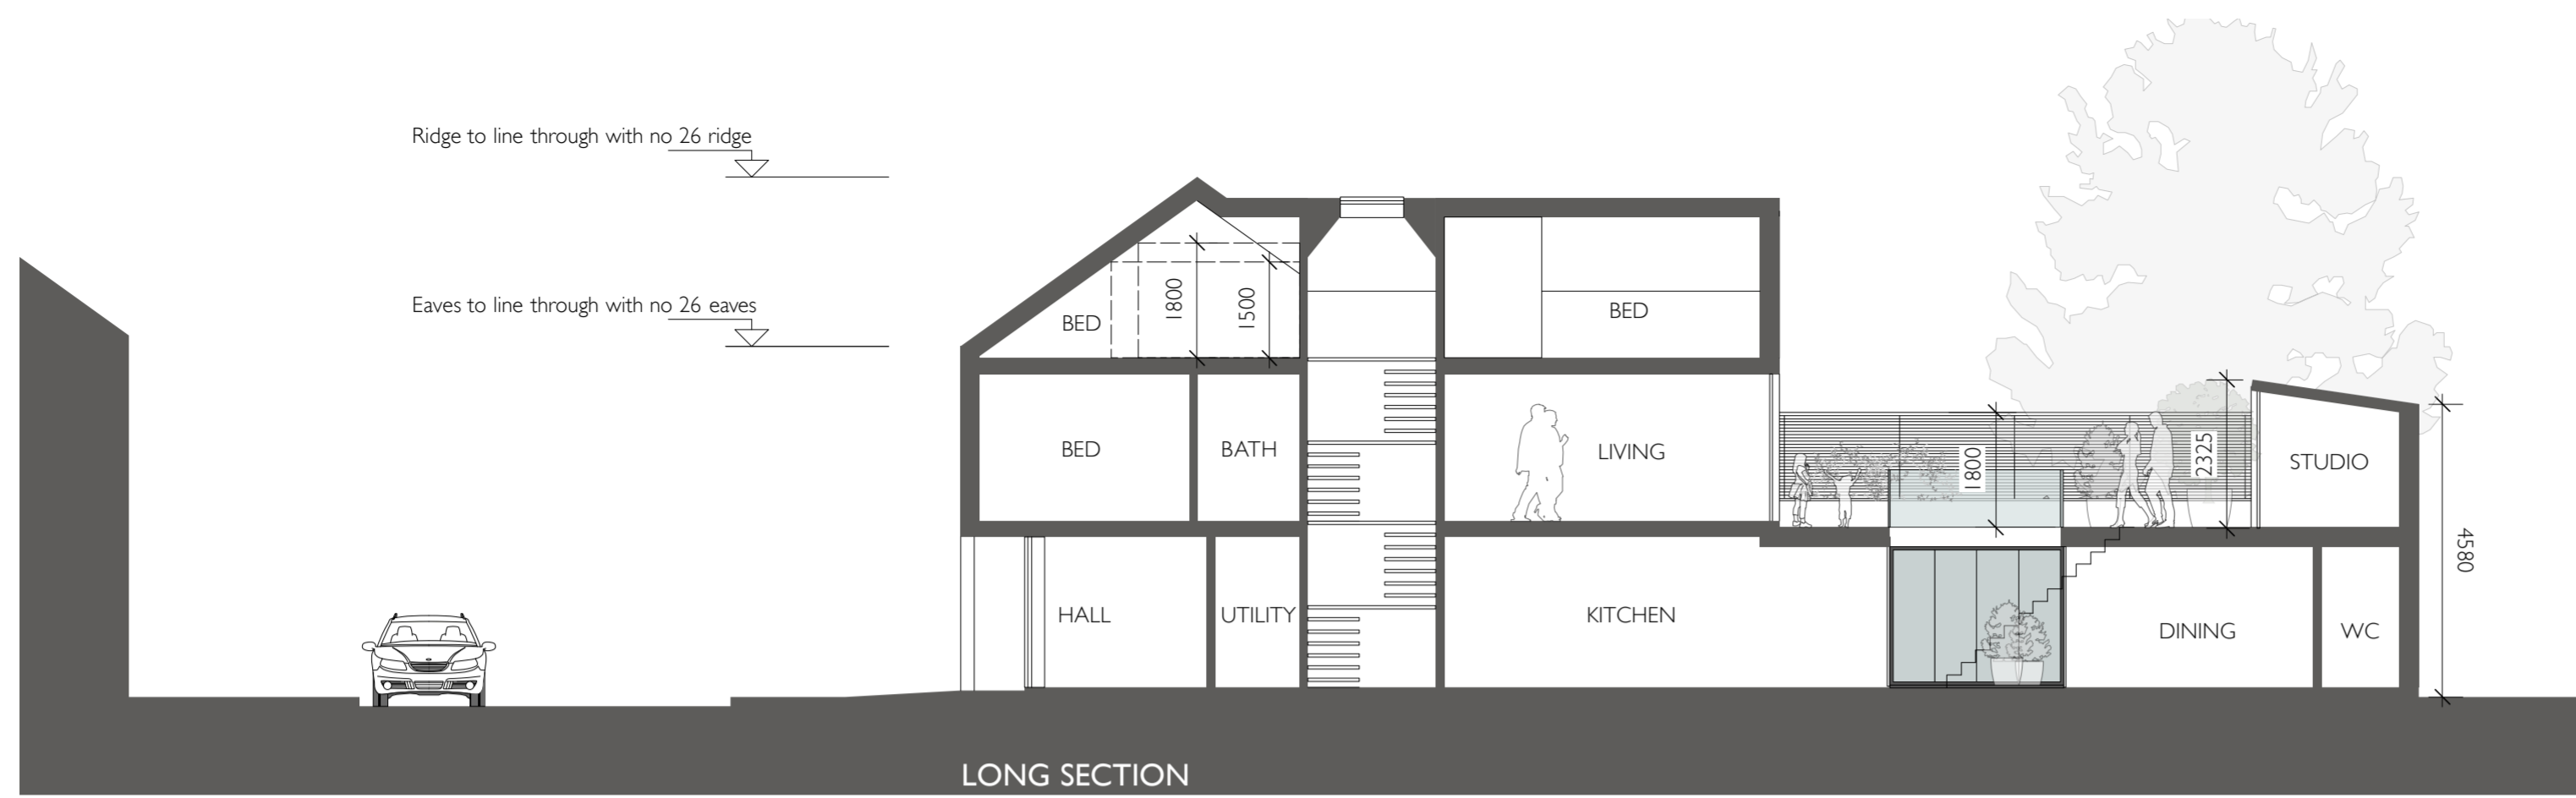 Ridge to line through with no 26 ridge
Eaves to line through with no 26 eaves
BED
1800
1500
BED
BED
BATH
LIVING
1800
2325
STUDIO
4580
HALL
UTILITY
KITCHEN
DINING
WC
LONG SECTION